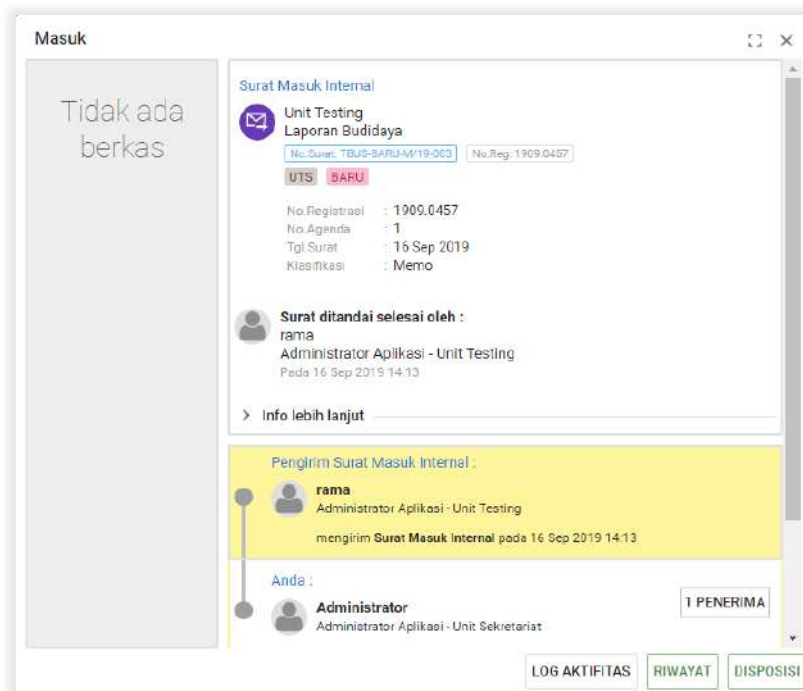 Masuk
Tidak ada
berkas
Surat Masuk Internal
Unit Testing
Laporan Budidaya
No.Surat: TBUS-BARU-M/19-003 No.Reg: 1909.0457
UTS BARU
No.Registrasi : 1909.0457
No.Agenda : 1
Tgl.Surat : 16 Sep 2019
Klasifikasi : Memo
Surat ditandai selesai oleh :
rama
Administrator Aplikasi - Unit Testing
Pada 16 Sep 2019 14:13
Info lebih lanjut
Pengirim Surat Masuk Internal :
rama
Administrator Aplikasi - Unit Testing
mengirim Surat Masuk Internal pada 16 Sep 2019 14:13
Anda :
Administrator
Administrator Aplikasi - Unit Sekretariat
1 PENERIMA
LOG AKTIFITAS RIWAYAT DISPOSISI